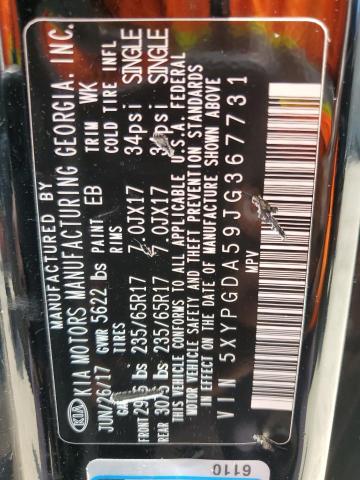 KIA
MANUFACTURED BY
KIA MOTORS MANUFACTURING GEORGIA. INC.
JUN/26/17 GVWR 5622 lbs PAINT EB TRIM WK
TIRES RIMS COLD TIRE INFL
FRONT lbs 235/65R17 7.0JX17 34psi SINGLE
REAR lbs 235/65R17 7.0JX17 34psi SINGLE
THIS VEHICLE CONFORMS TO ALL APPLICABLE U.S.A. FEDERAL
MOTOR VEHICLE SAFETY AND THEFT PREVENTION STANDARDS
IN EFFECT ON THE DATE OF MANUFACTURE SHOWN ABOVE
VIN 5XYPGDA59JG367731
MPV
6110